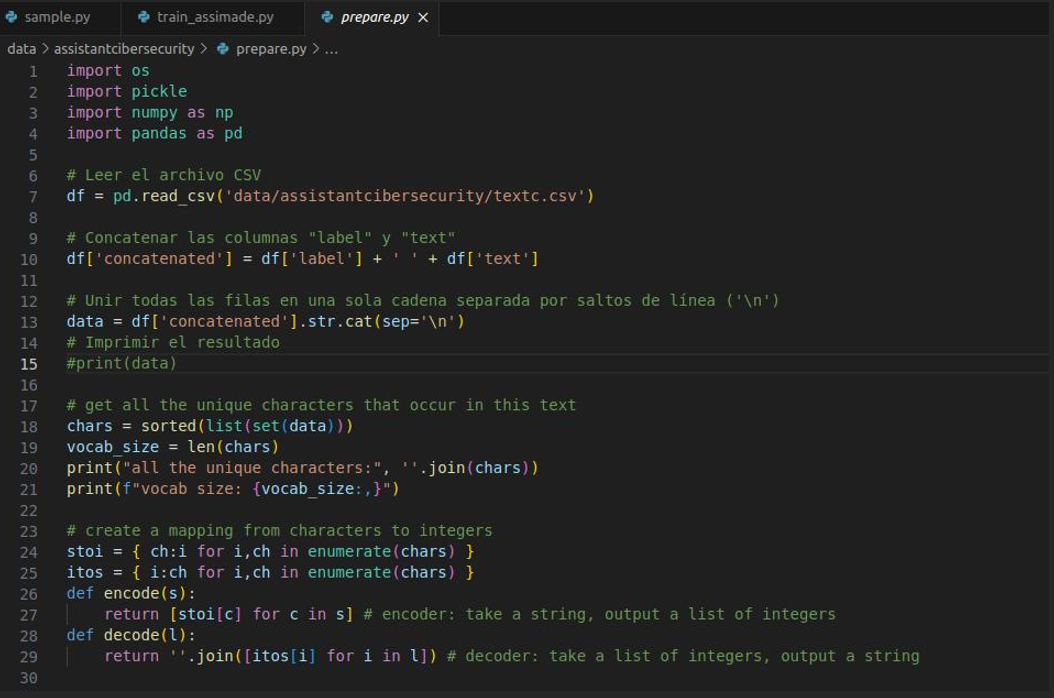 sample.py train_assimade.py prepare.py ×
data > assistantcibersecurity > prepare.py > ...
1 import os
2 import pickle
3 import numpy as np
4 import pandas as pd
5
6 # Leer el archivo CSV
7 df = pd.read_csv('data/assistantcibersecurity/textc.csv')
8
9 # Concatenar las columnas "label" y "text"
10 df['concatenated'] = df['label'] + ' ' + df['text']
11
12 # Unir todas las filas en una sola cadena separada por saltos de línea ('\n')
13 data = df['concatenated'].str.cat(sep='\n')
14 # Imprimir el resultado
15 #print(data)
16
17 # get all the unique characters that occur in this text
18 chars = sorted(list(set(data)))
19 vocab_size = len(chars)
20 print("all the unique characters:", ''.join(chars))
21 print(f"vocab size: {vocab_size:,}")
22
23 # create a mapping from characters to integers
24 stoi = { ch:i for i,ch in enumerate(chars) }
25 itos = { i:ch for i,ch in enumerate(chars) }
26 def encode(s):
27     return [stoi[c] for c in s] # encoder: take a string, output a list of integers
28 def decode(l):
29     return ''.join([itos[i] for i in l]) # decoder: take a list of integers, output a string
30